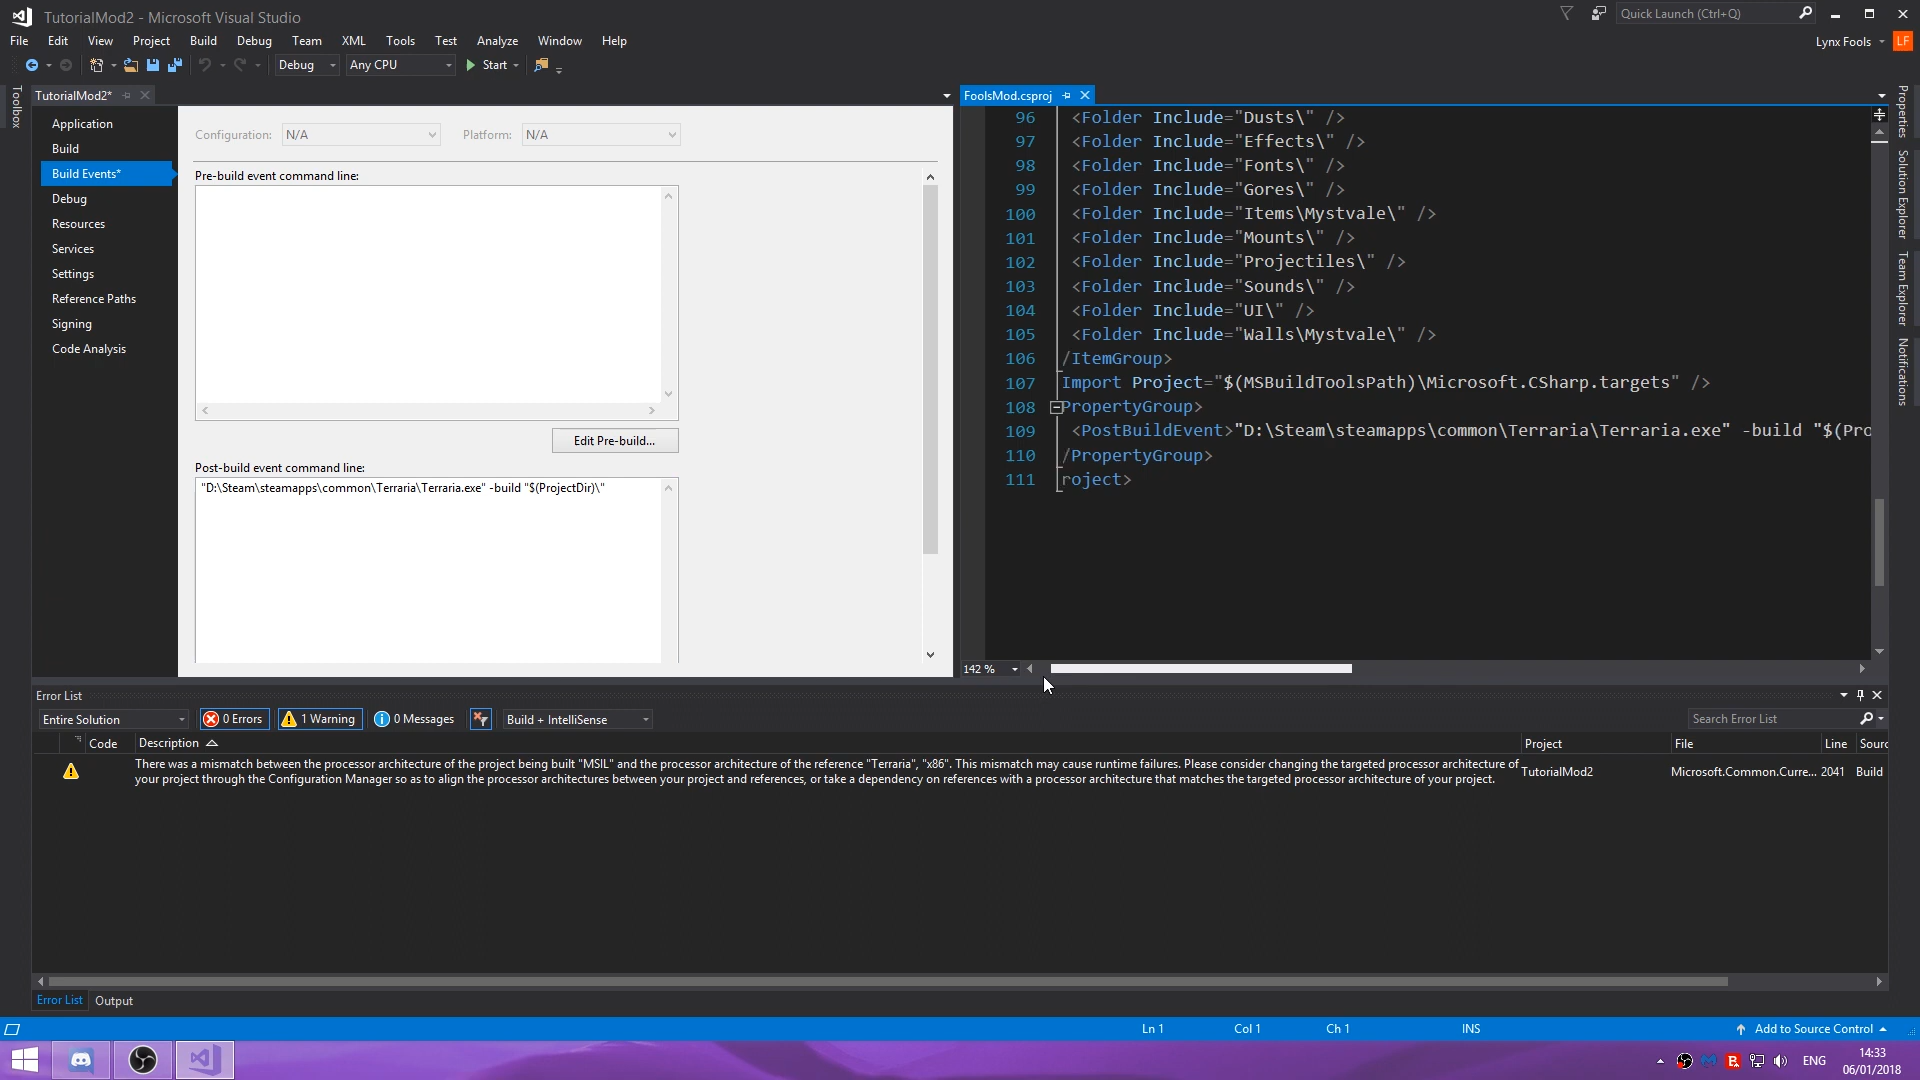 TutorialMod2 - Microsoft Visual Studio
Quick Launch (Ctrl+Q)
File Edit View Project Build Debug Team XML Tools Test Analyze Window Help
Lynx Fools LF
Debug Any CPU Start
Toolbox
TutorialMod2*
Application
Build
Build Events*
Debug
Resources
Services
Settings
Reference Paths
Signing
Code Analysis
Configuration: N/A Platform: N/A
Pre-build event command line:
Edit Pre-build...
Post-build event command line:
"D:\Steam\steamapps\common\Terraria\Terraria.exe" -build "$(ProjectDir)\"
FoolsMod.csproj
96 <Folder Include="Dusts\" />
97 <Folder Include="Effects\" />
98 <Folder Include="Fonts\" />
99 <Folder Include="Gores\" />
100 <Folder Include="Items\Mystvale\" />
101 <Folder Include="Mounts\" />
102 <Folder Include="Projectiles\" />
103 <Folder Include="Sounds\" />
104 <Folder Include="UI\" />
105 <Folder Include="Walls\Mystvale\" />
106 /ItemGroup>
107 Import Project="$(MSBuildToolsPath)\Microsoft.CSharp.targets" />
108 PropertyGroup>
109 <PostBuildEvent>"D:\Steam\steamapps\common\Terraria\Terraria.exe" -build "$(Pro
110 /PropertyGroup>
111 roject>
142 %
Properties
Solution Explorer
Team Explorer
Notifications
Error List
Entire Solution 0 Errors 1 Warning 0 Messages Build + IntelliSense
Search Error List
Code Description Project File Line Sourc
There was a mismatch between the processor architecture of the project being built "MSIL" and the processor architecture of the reference "Terraria", "x86". This mismatch may cause runtime failures. Please consider changing the targeted processor architecture of
your project through the Configuration Manager so as to align the processor architectures between your project and references, or take a dependency on references with a processor architecture that matches the targeted processor architecture of your project.
TutorialMod2 Microsoft.Common.Curre... 2041 Build
Error List Output
Ln 1 Col 1 Ch 1 INS Add to Source Control
ENG
14:33
06/01/2018